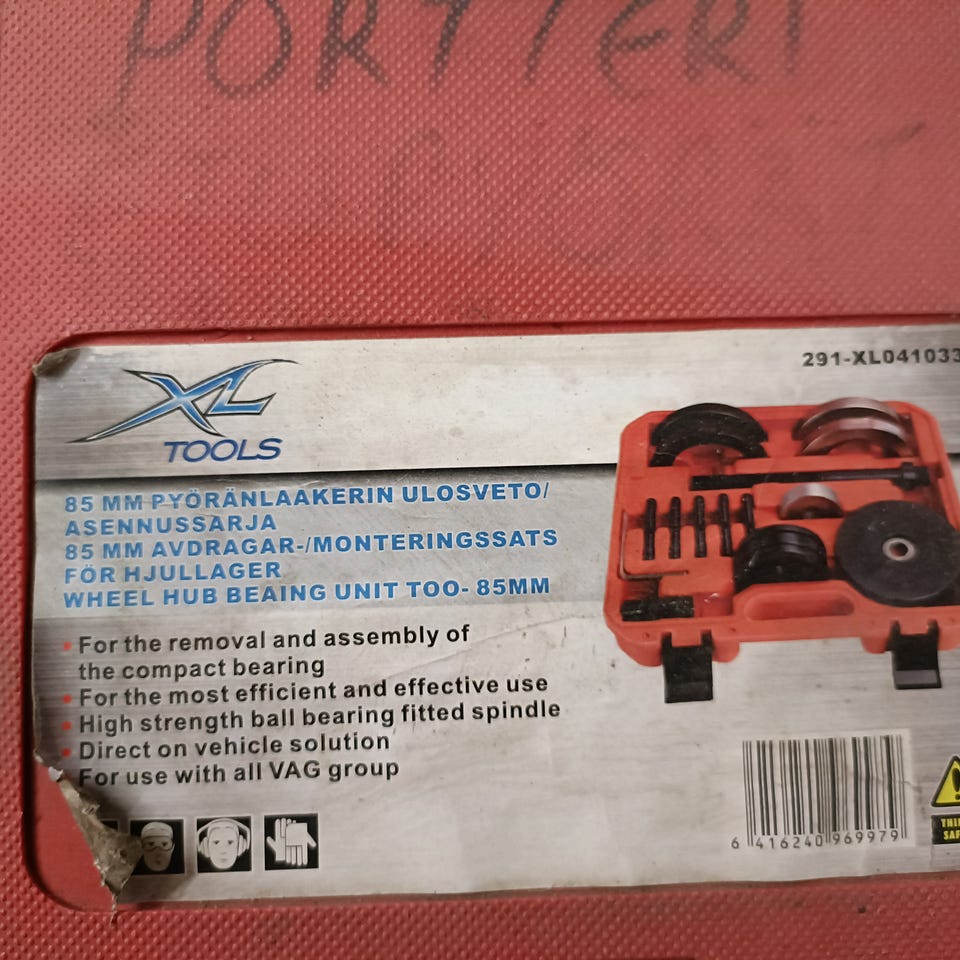 PORTTERI
291-XL041033
XL
TOOLS
85 MM PYÖRÄNLAAKERIN ULOSVETO/
ASENNUSSARJA
85 MM AVDRAGAR-/MONTERINGSSATS
FÖR HJULLAGER
WHEEL HUB BEAING UNIT TOO- 85MM
• For the removal and assembly of
the compact bearing
• For the most efficient and effective use
• High strength ball bearing fitted spindle
• Direct on vehicle solution
• For use with all VAG group
6 416240 969979
THI
SAF